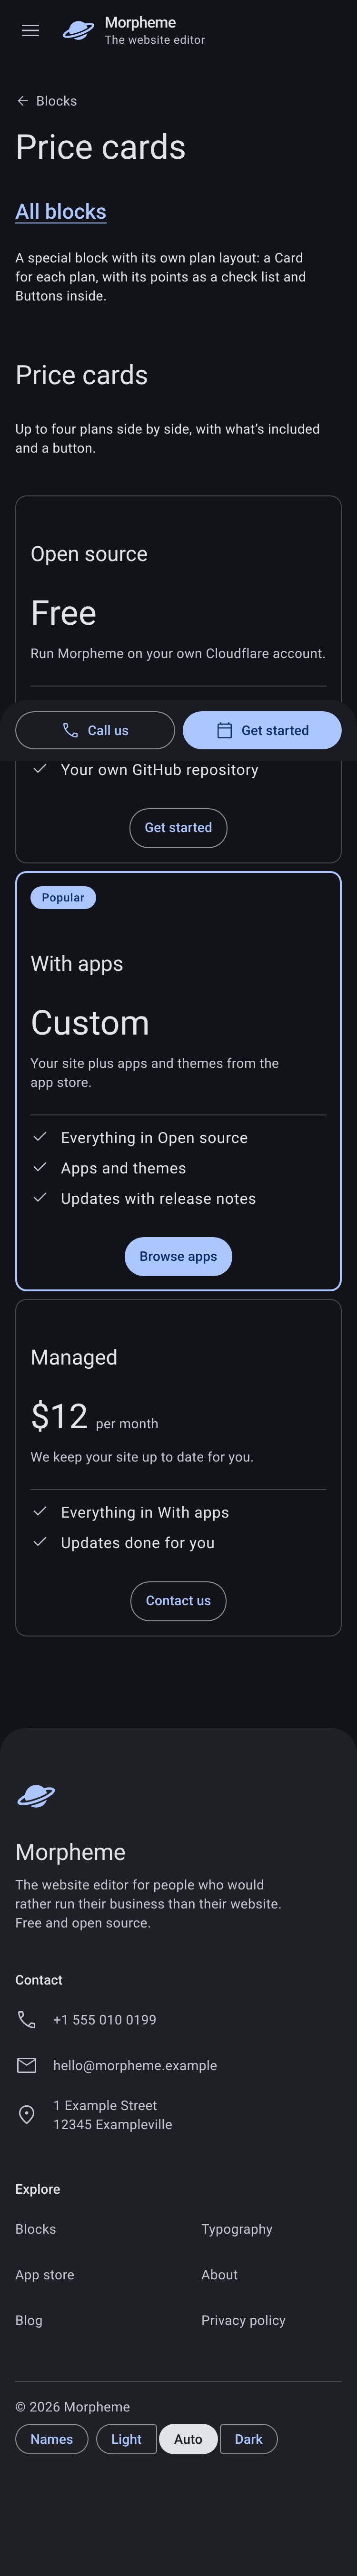 Morpheme
The website editor
Blocks
Price cards
All blocks
A special block with its own plan layout: a Card
for each plan, with its points as a check list and
Buttons inside.
Price cards
Up to four plans side by side, with what’s included
and a button.
Open source
Free
Run Morpheme on your own Cloudflare account.
Call us
Get started
Your own GitHub repository
Get started
Popular
With apps
Custom
Your site plus apps and themes from the
app store.
Everything in Open source
Apps and themes
Updates with release notes
Browse apps
Managed
$12 per month
We keep your site up to date for you.
Everything in With apps
Updates done for you
Contact us
Morpheme
The website editor for people who would
rather run their business than their website.
Free and open source.
Contact
+1 555 010 0199
hello@morpheme.example
1 Example Street
12345 Exampleville
Explore
Blocks
Typography
App store
About
Blog
Privacy policy
© 2026 Morpheme
Names
Light
Auto
Dark